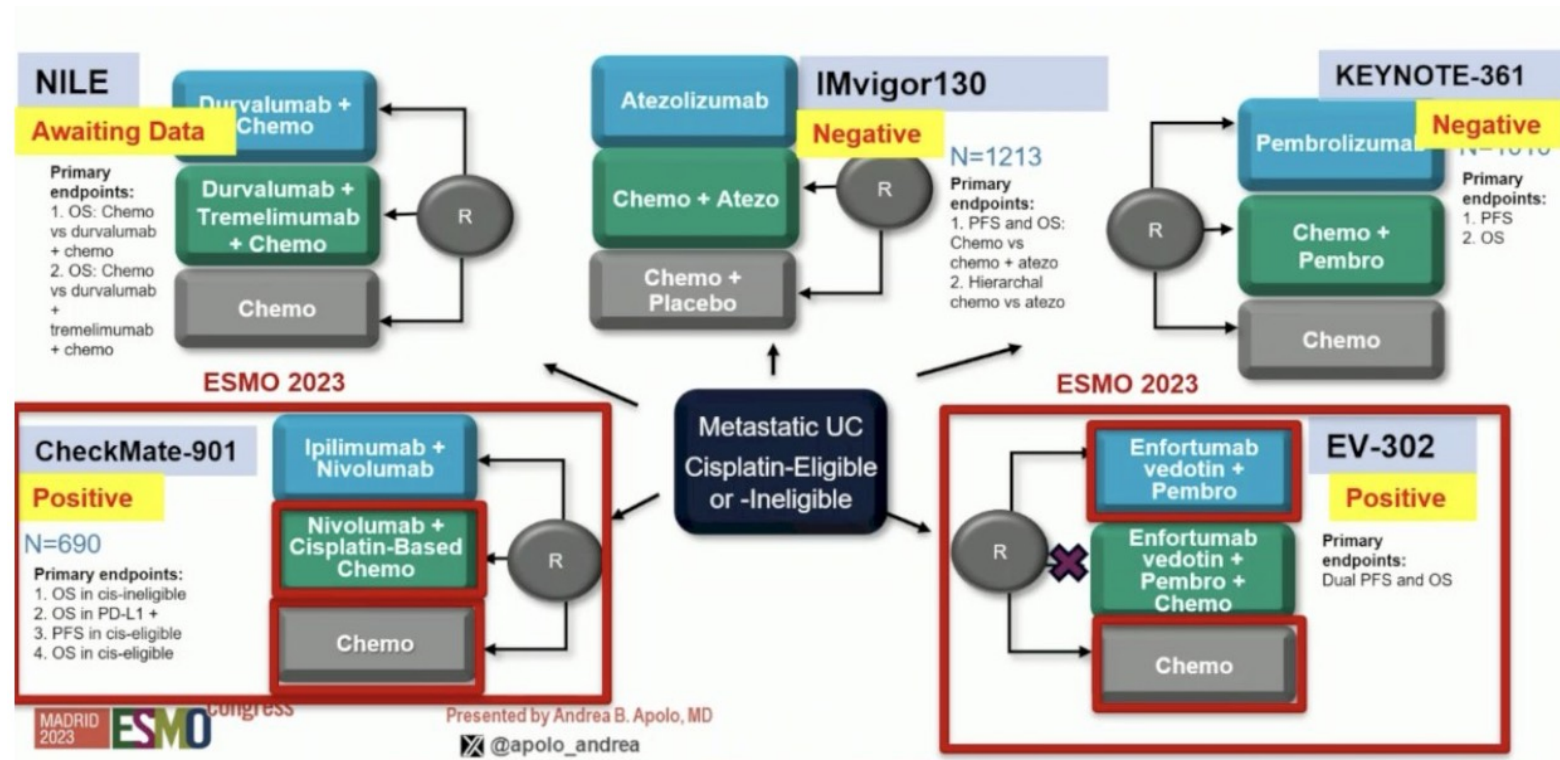 NILE
Awaiting Data
Durvalumab +
Chemo
Primary
endpoints:
1. OS: Chemo
vs durvalumab
+ chemo
2. OS: Chemo
vs durvalumab
+
tremelimumab
+ chemo
Durvalumab +
Tremelimumab
+ Chemo
Chemo
R
Atezolizumab
Chemo + Atezo
Chemo +
Placebo
R
IMvigor130
Negative
N=1213
Primary
endpoints:
1. PFS and OS:
Chemo vs
chemo + atezo
2. Hierarchal
chemo vs atezo
KEYNOTE-361
Negative
R
Chemo +
Pembro
Chemo
Primary
endpoints:
1. PFS
2. OS
ESMO 2023
CheckMate-901
Positive
N=690
Primary endpoints:
1. OS in cis-ineligible
2. OS in PD-L1 +
3. PFS in cis-eligible
4. OS in cis-eligible
Ipilimumab +
Nivolumab
Nivolumab +
Cisplatin-Based
Chemo
Chemo
R
Metastatic UC
Cisplatin-Eligible
or -Ineligible
ESMO 2023
R
Enfortumab
vedotin +
Pembro
Enfortumab
vedotin +
Pembro +
Chemo
Chemo
EV-302
Positive
Primary
endpoints:
Dual PFS and OS
MADRID
2023
ESMO
congress
Presented by Andrea B. Apolo, MD
@apolo_andrea